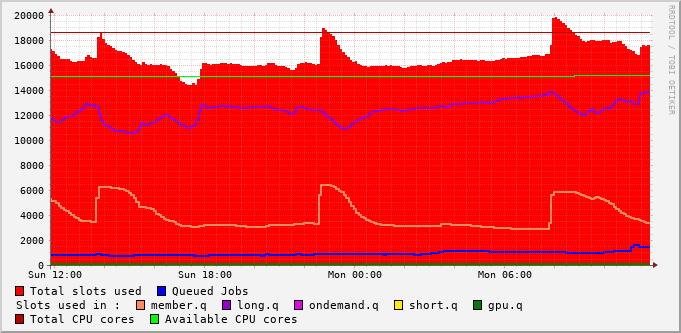 20000
18000
16000
14000
12000
10000
8000
6000
4000
2000
0
Sun 12:00 Sun 18:00 Mon 00:00 Mon 06:00
Total slots used Queued Jobs
Slots used in : member.q long.q ondemand.q short.q gpu.q
Total CPU cores Available CPU cores
RRDTOOL / TOBI OETIKER